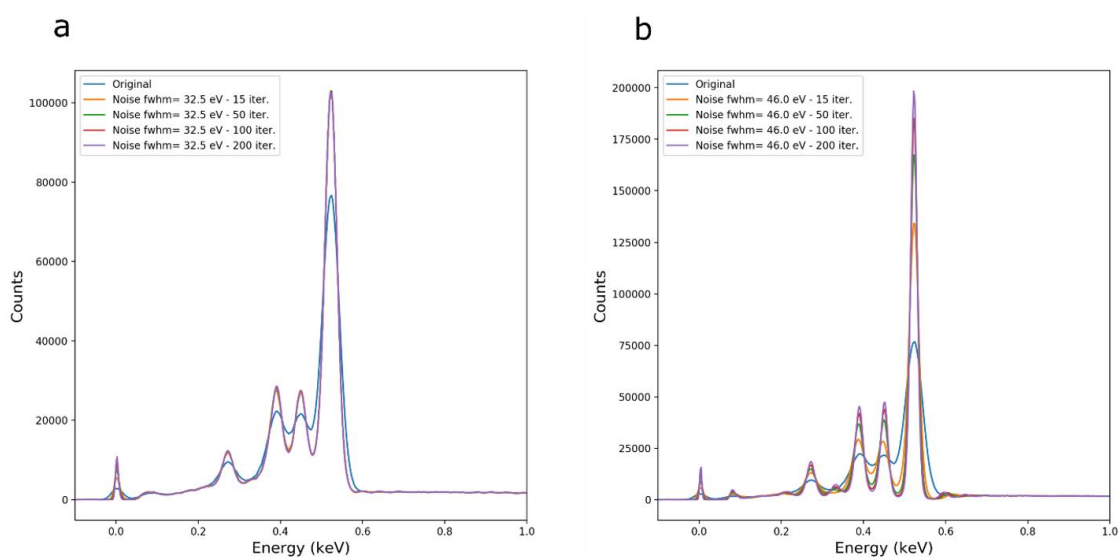 a
Original
Noise fwhm= 32.5 eV - 15 iter.
Noise fwhm= 32.5 eV - 50 iter.
Noise fwhm= 32.5 eV - 100 iter.
Noise fwhm= 32.5 eV - 200 iter.
100000
80000
60000
40000
20000
0
Counts
0.0 0.2 0.4 0.6 0.8 1.0
Energy (keV)
b
Original
Noise fwhm= 46.0 eV - 15 iter.
Noise fwhm= 46.0 eV - 50 iter.
Noise fwhm= 46.0 eV - 100 iter.
Noise fwhm= 46.0 eV - 200 iter.
200000
175000
150000
125000
100000
75000
50000
25000
0
Counts
0.0 0.2 0.4 0.6 0.8 1.0
Energy (keV)